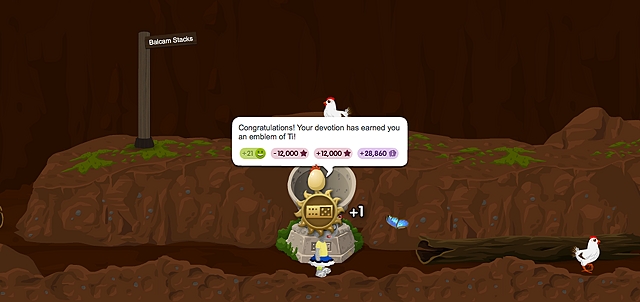 Balcam Stacks
Congratulations! Your devotion has earned you
an emblem of Ti!
+21
-12,000
+12,000
+28,860
+1